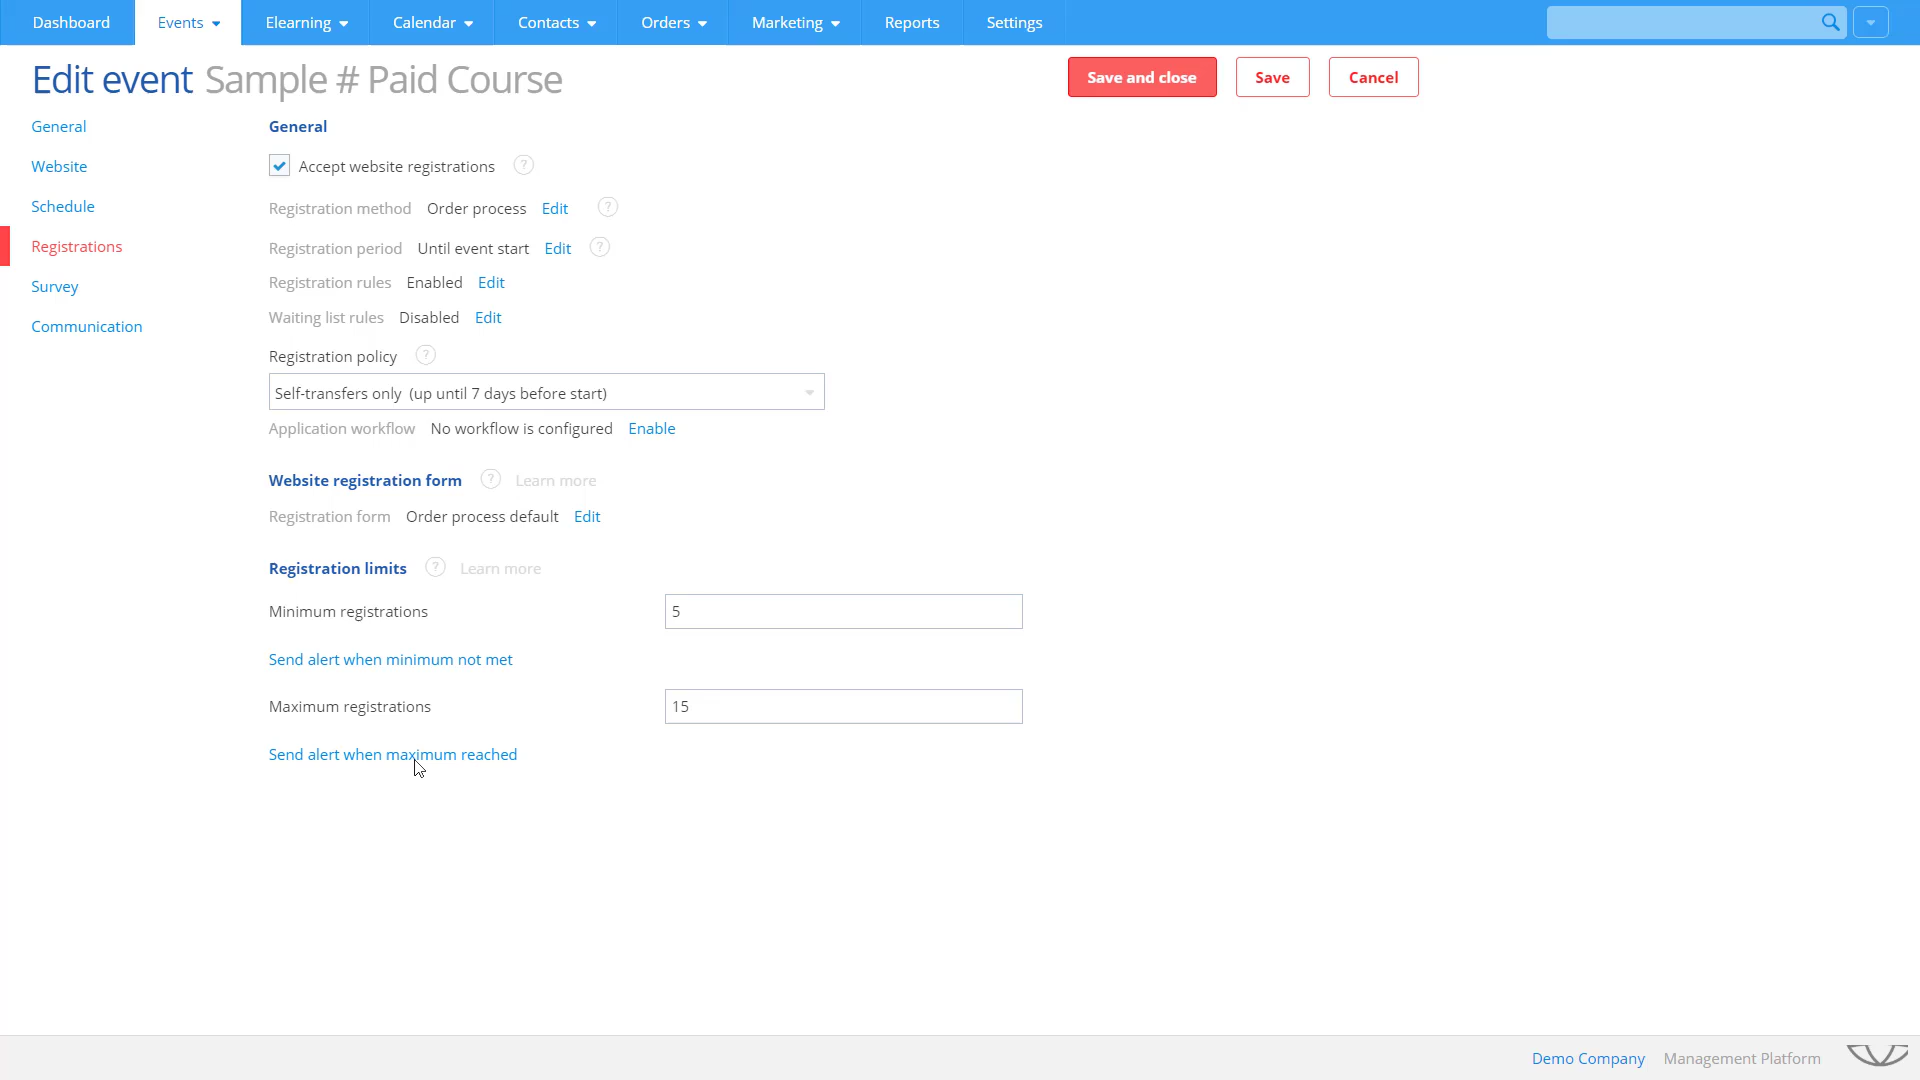 Dashboard Events Elearning Calendar Contacts Orders Marketing Reports Settings
Edit event Sample # Paid Course Save and close Save Cancel
General
Website
Schedule
Registrations
Survey
Communication
General
Accept website registrations ?
Registration method Order process Edit ?
Registration period Until event start Edit ?
Registration rules Enabled Edit
Waiting list rules Disabled Edit
Registration policy ?
Self-transfers only (up until 7 days before start)
Application workflow No workflow is configured Enable
Website registration form ? Learn more
Registration form Order process default Edit
Registration limits ? Learn more
Minimum registrations 5
Send alert when minimum not met
Maximum registrations 15
Send alert when maximum reached
Demo Company Management Platform